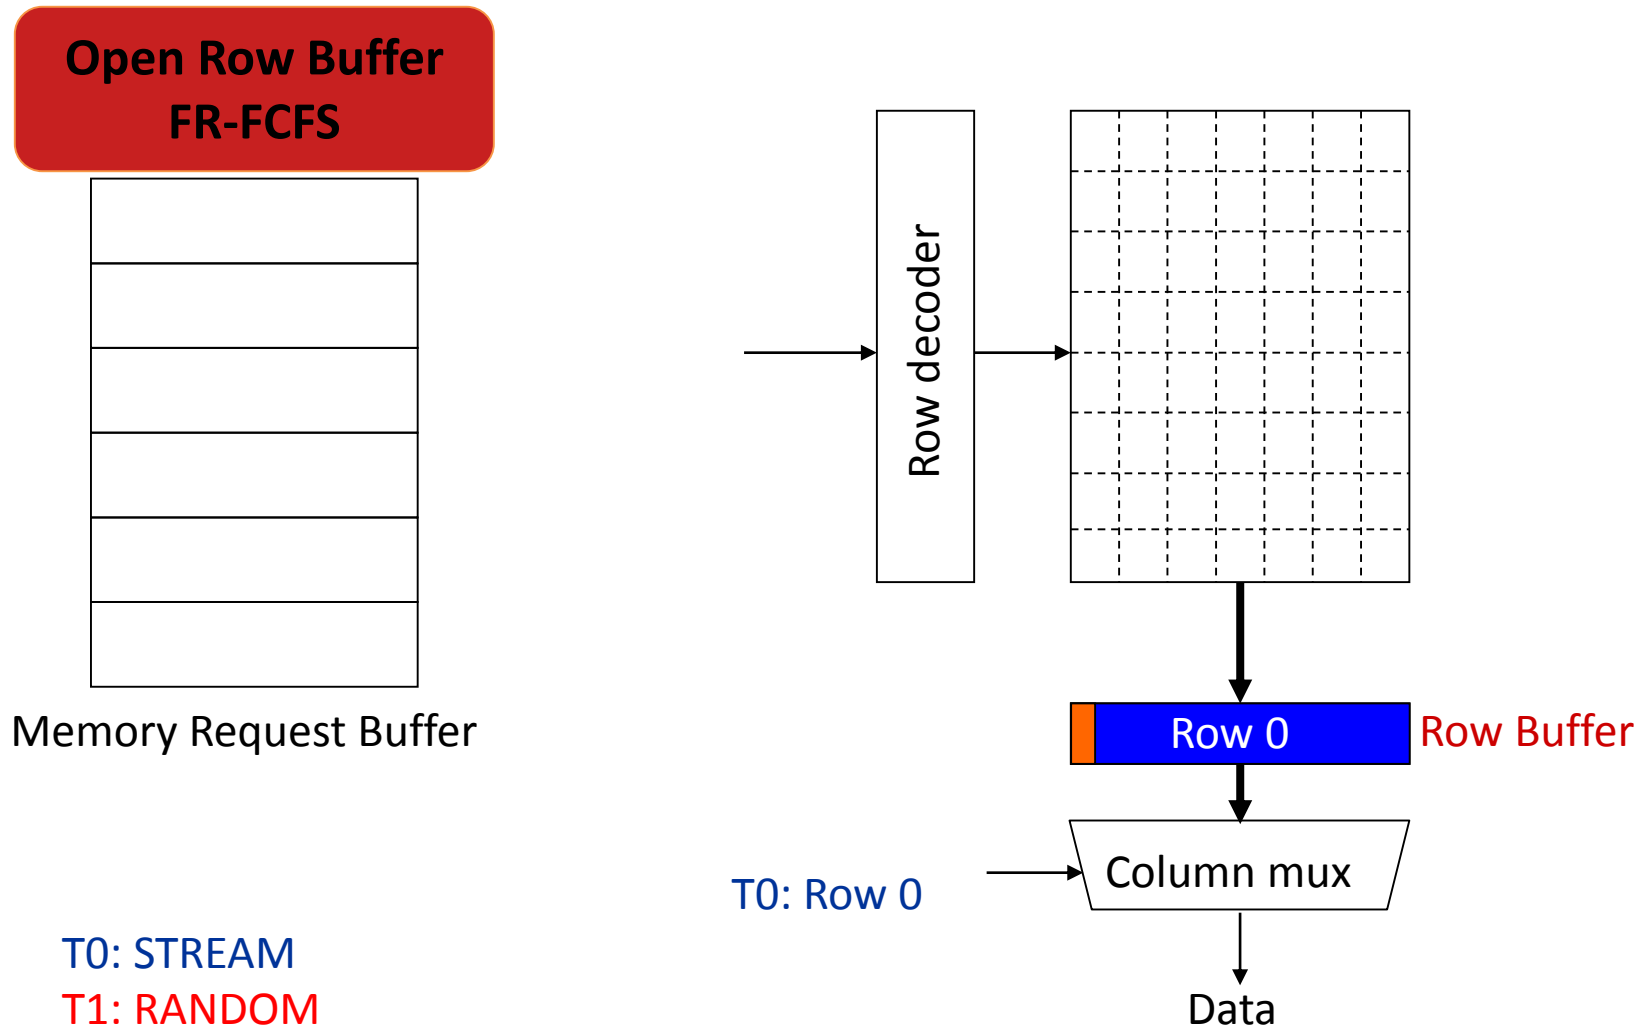 Open Row Buffer
FR-FCFS
Row decoder
Memory Request Buffer
Row 0
Row Buffer
Column mux
T0: Row 0
T0: STREAM
T1: RANDOM
Data